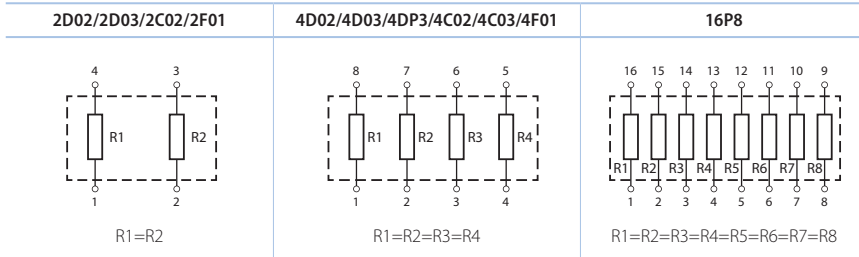 2D02/2D03/2C02/2F01 4D02/4D03/4DP3/4C02/4C03/4F01 16P8
4 3 8 7 6 5 16 15 14 13 12 11 10 9
R1 R2 R1 R2 R3 R4
R1 R2 R3 R4 R5 R6 R7 R8
1 2 1 2 3 4 1 2 3 4 5 6 7 8
R1=R2 R1=R2=R3=R4 R1=R2=R3=R4=R5=R6=R7=R8